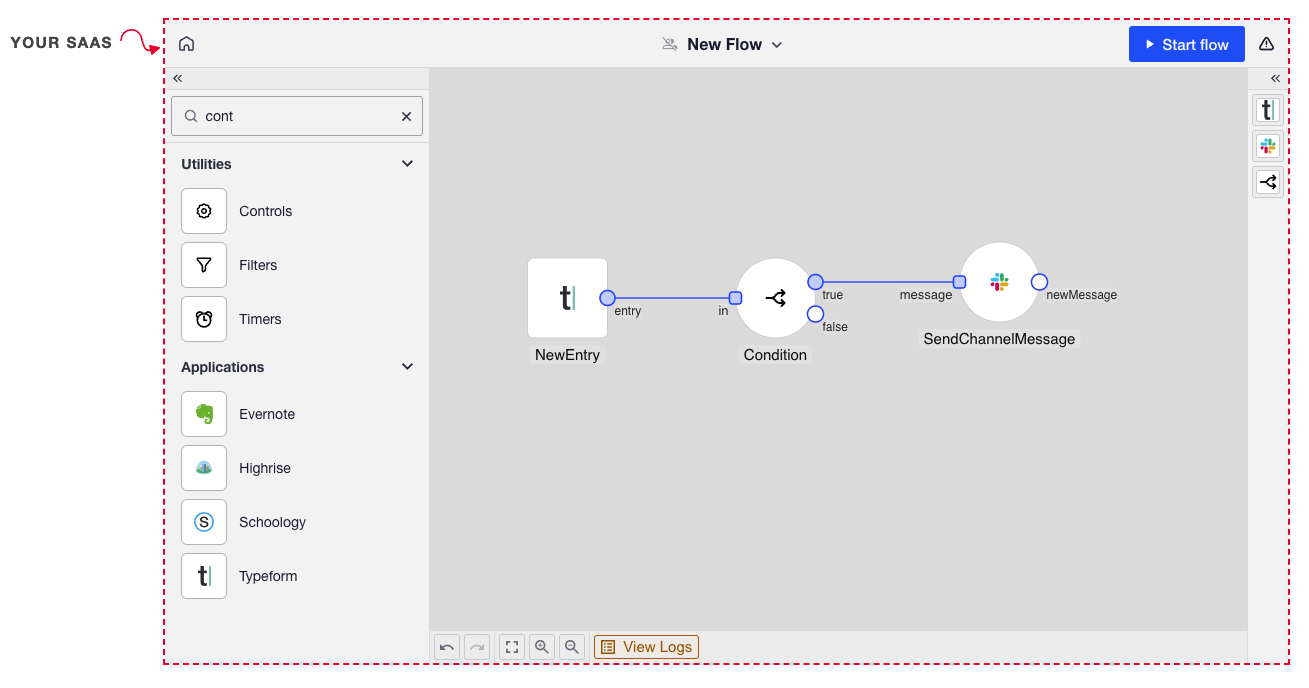 YOUR SAAS
New Flow
Start flow
cont
Utilities
Controls
Filters
Timers
Applications
Evernote
Highrise
Schoology
Typeform
t
entry
NewEntry
in
true
false
Condition
message
newMessage
SendChannelMessage
View Logs